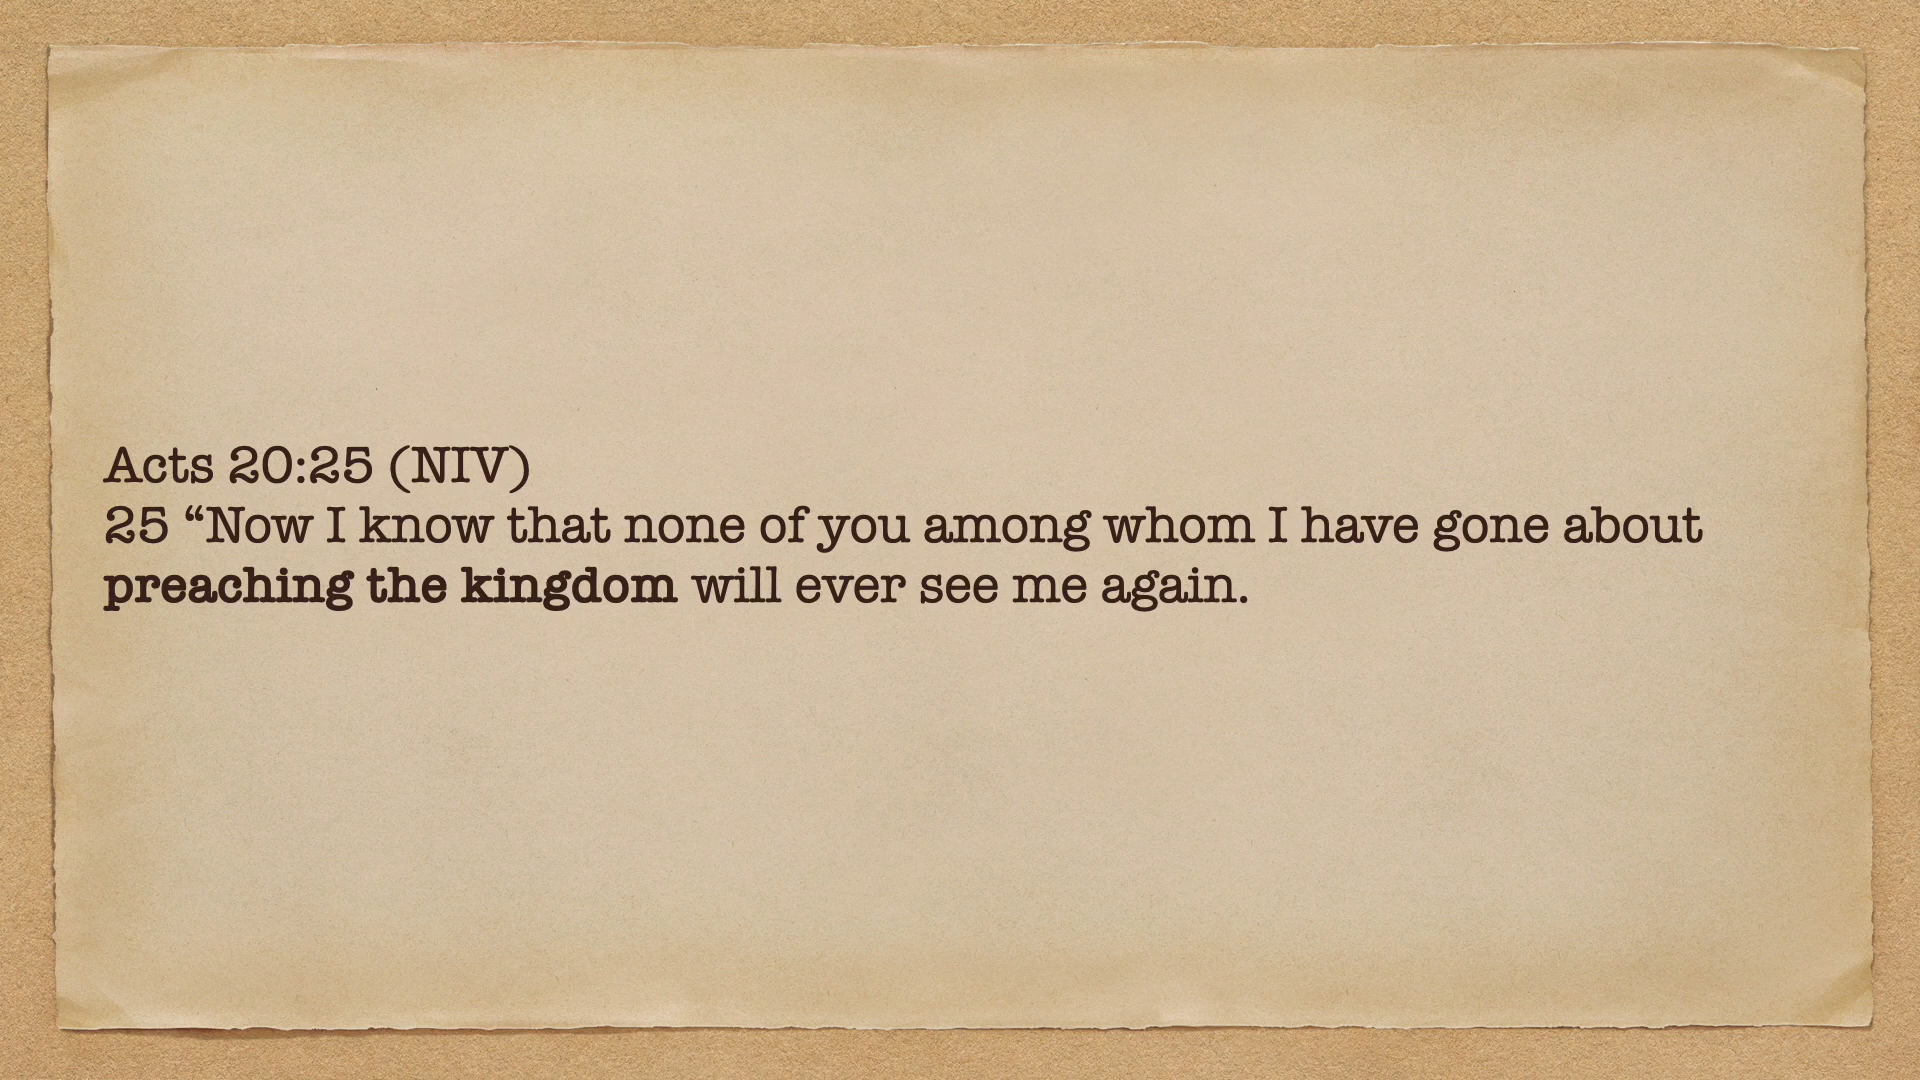 Acts 20:25 (NIV)
25 “Now I know that none of you among whom I have gone about
preaching the kingdom will ever see me again.